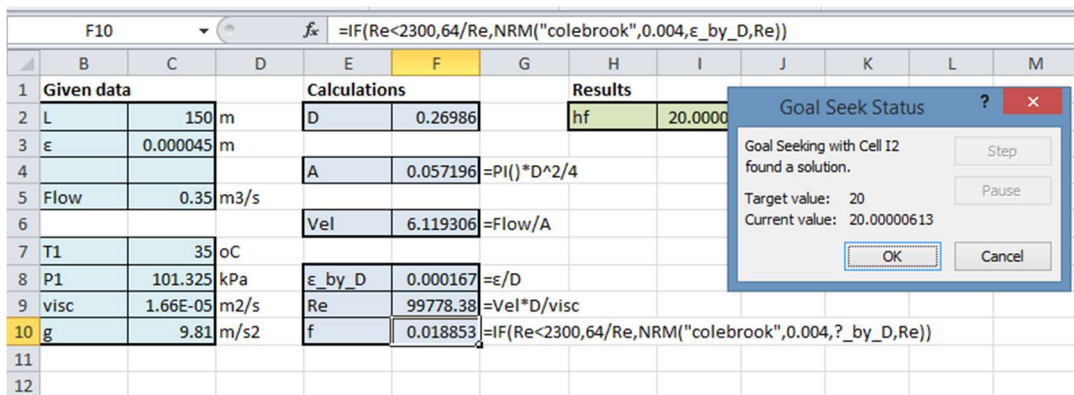 F10 fx =IF(Re<2300,64/Re,NRM("colebrook",0.004,ε_by_D,Re))
B C D E F G H I J K L M
1 Given data Calculations Results
2 L 150 m D 0.26986 hf 20.0000
3 ε 0.000045 m
4 A 0.057196 =PI()*D^2/4
5 Flow 0.35 m3/s
6 Vel 6.119306 =Flow/A
7 T1 35 oC
8 P1 101.325 kPa ε_by_D 0.000167 =ε/D
9 visc 1.66E-05 m2/s Re 99778.38 =Vel*D/visc
10 g 9.81 m/s2 f 0.018853 =IF(Re<2300,64/Re,NRM("colebrook",0.004,?_by_D,Re))
11
12
Goal Seek Status ? ×
Goal Seeking with Cell I2 Step
found a solution.
Target value: 20 Pause
Current value: 20.00000613
OK Cancel